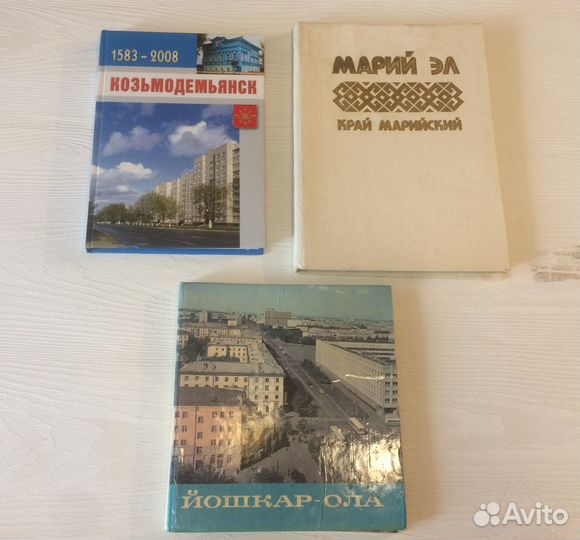 1583-2008
КОЗЬМОДЕМЬЯНСК
МАРИЙ ЭЛ
КРАЙ МАРИЙСКИЙ
ЙОШКАР-ОЛА
Avito